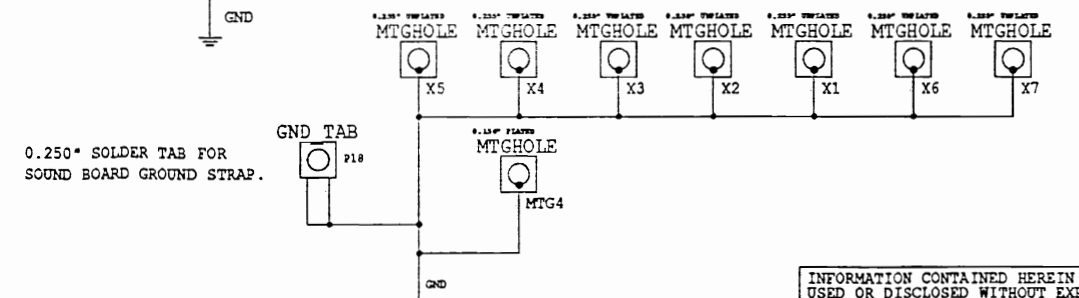 GND
MTGHOLE MTGHOLE MTGHOLE MTGHOLE MTGHOLE MTGHOLE MTGHOLE
X5 X4 X3 X2 X1 X6 X7
GND TAB
P18
0.250" SOLDER TAB FOR
SOUND BOARD GROUND STRAP.
PLATED
MTGHOLE
MTG4
GND
INFORMATION CONTAINED HEREIN
USED OR DISCLOSED WITHOUT